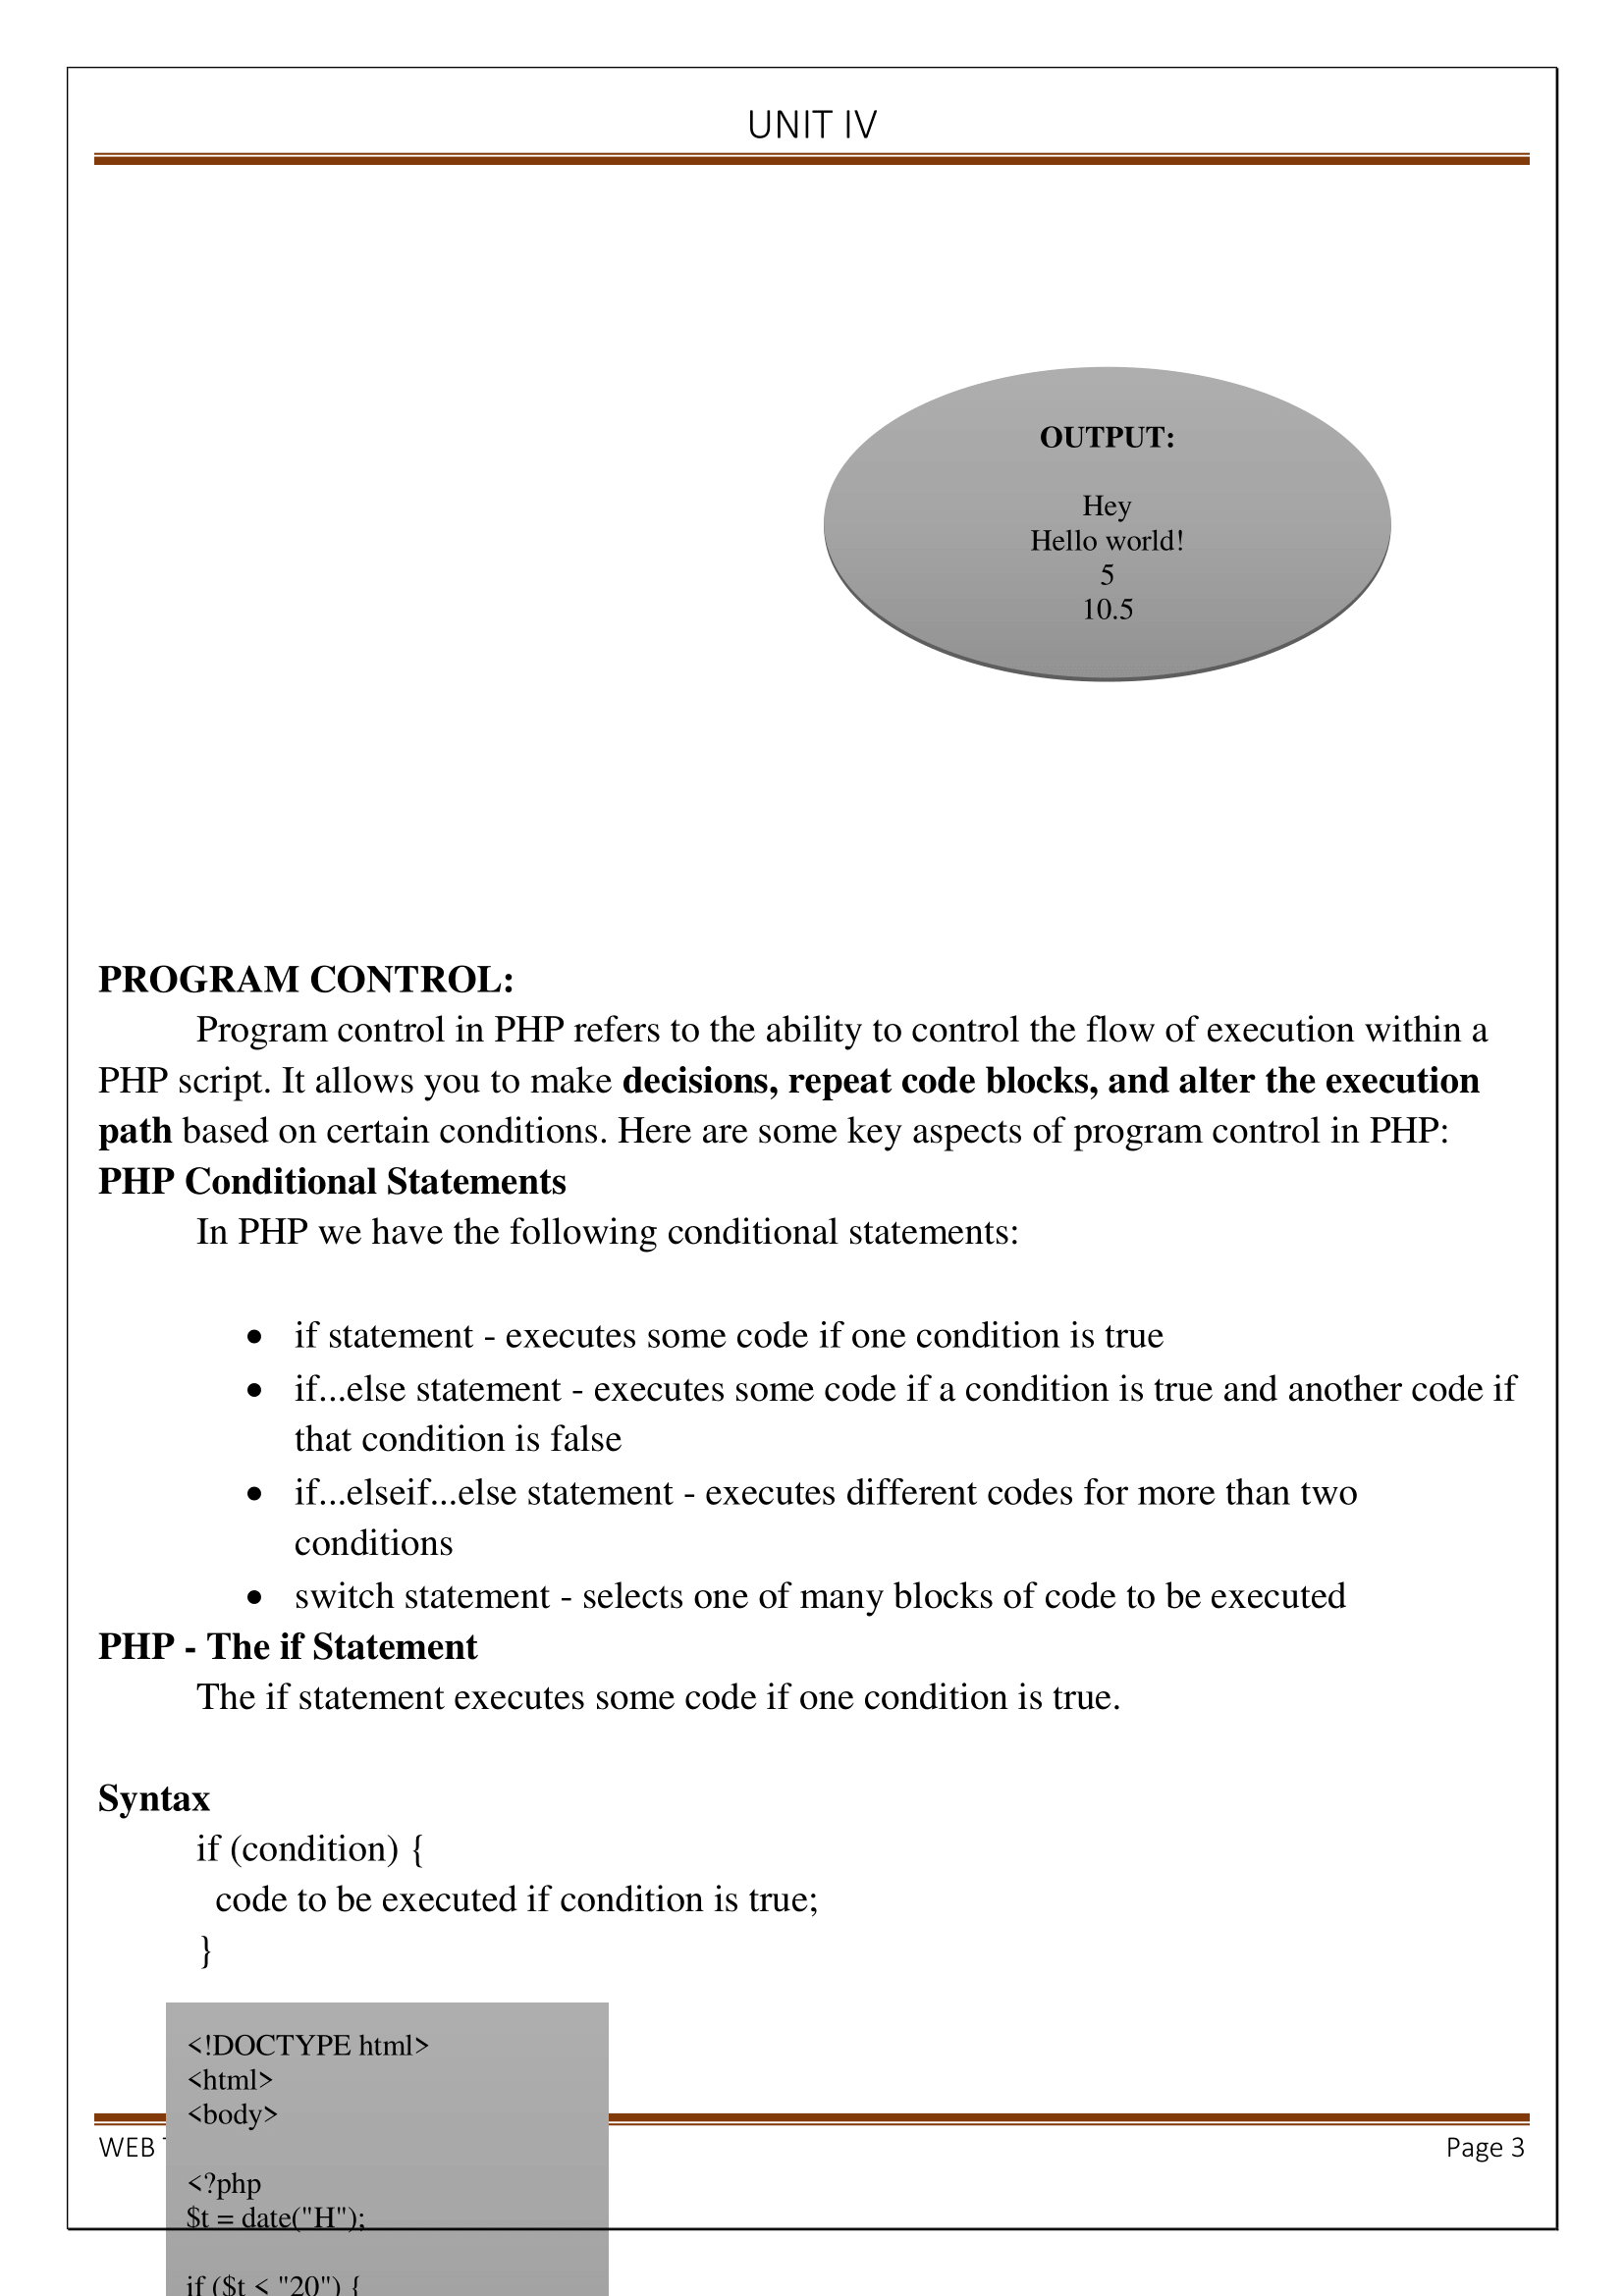 UNIT IV
OUTPUT:
Hey
Hello world!
5
10.5
PROGRAM CONTROL:
Program control in PHP refers to the ability to control the flow of execution within a
PHP script. It allows you to make decisions, repeat code blocks, and alter the execution
path based on certain conditions. Here are some key aspects of program control in PHP:
PHP Conditional Statements
In PHP we have the following conditional statements:
• if statement - executes some code if one condition is true
• if...else statement - executes some code if a condition is true and another code if
that condition is false
• if...elseif...else statement - executes different codes for more than two
conditions
• switch statement - selects one of many blocks of code to be executed
PHP - The if Statement
The if statement executes some code if one condition is true.
Syntax
if (condition) {
code to be executed if condition is true;
}
<!DOCTYPE html>
<html>
<body>
<?php
$t = date("H");
if ($t < "20") {
WEB
Page 3